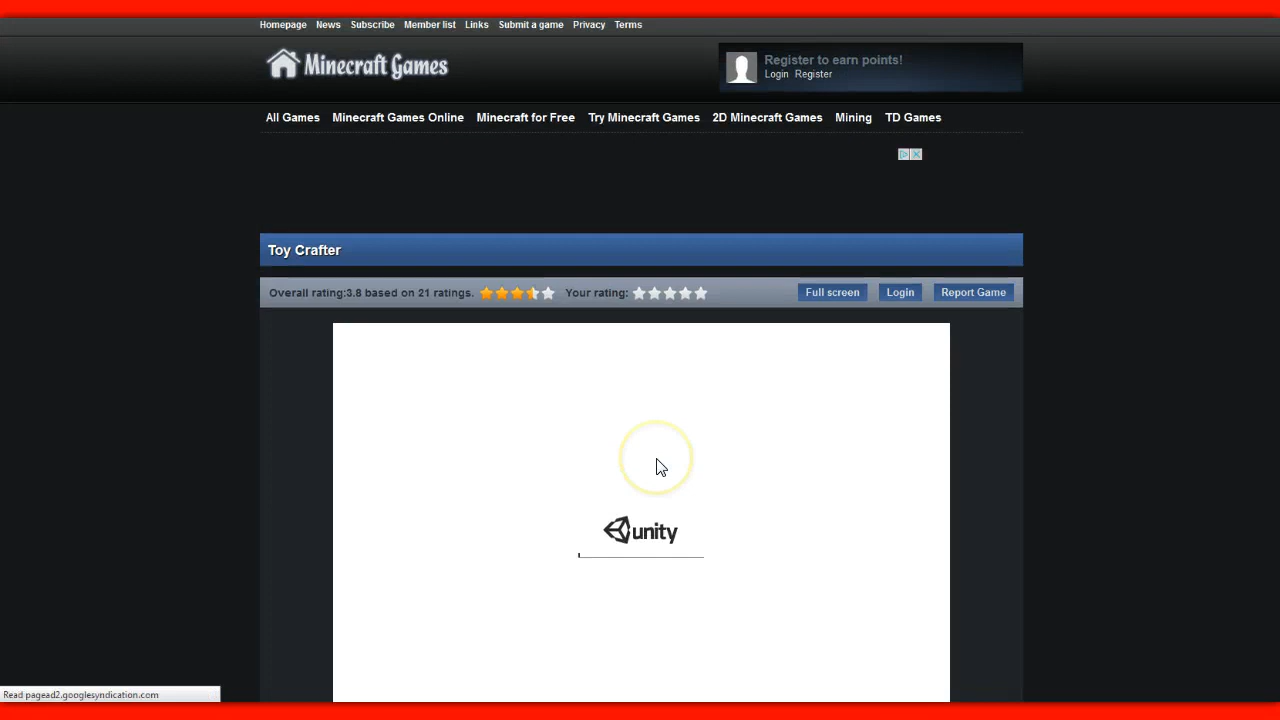 Homepage News Subscribe Member list Links Submit a game Privacy Terms
Minecraft Games
Register to earn points!
Login Register
All Games Minecraft Games Online Minecraft for Free Try Minecraft Games 2D Minecraft Games Mining TD Games
Toy Crafter
Overall rating:3.8 based on 21 ratings. Your rating: Full screen Login Report Game
unity
Read pagead2.googlesyndication.com